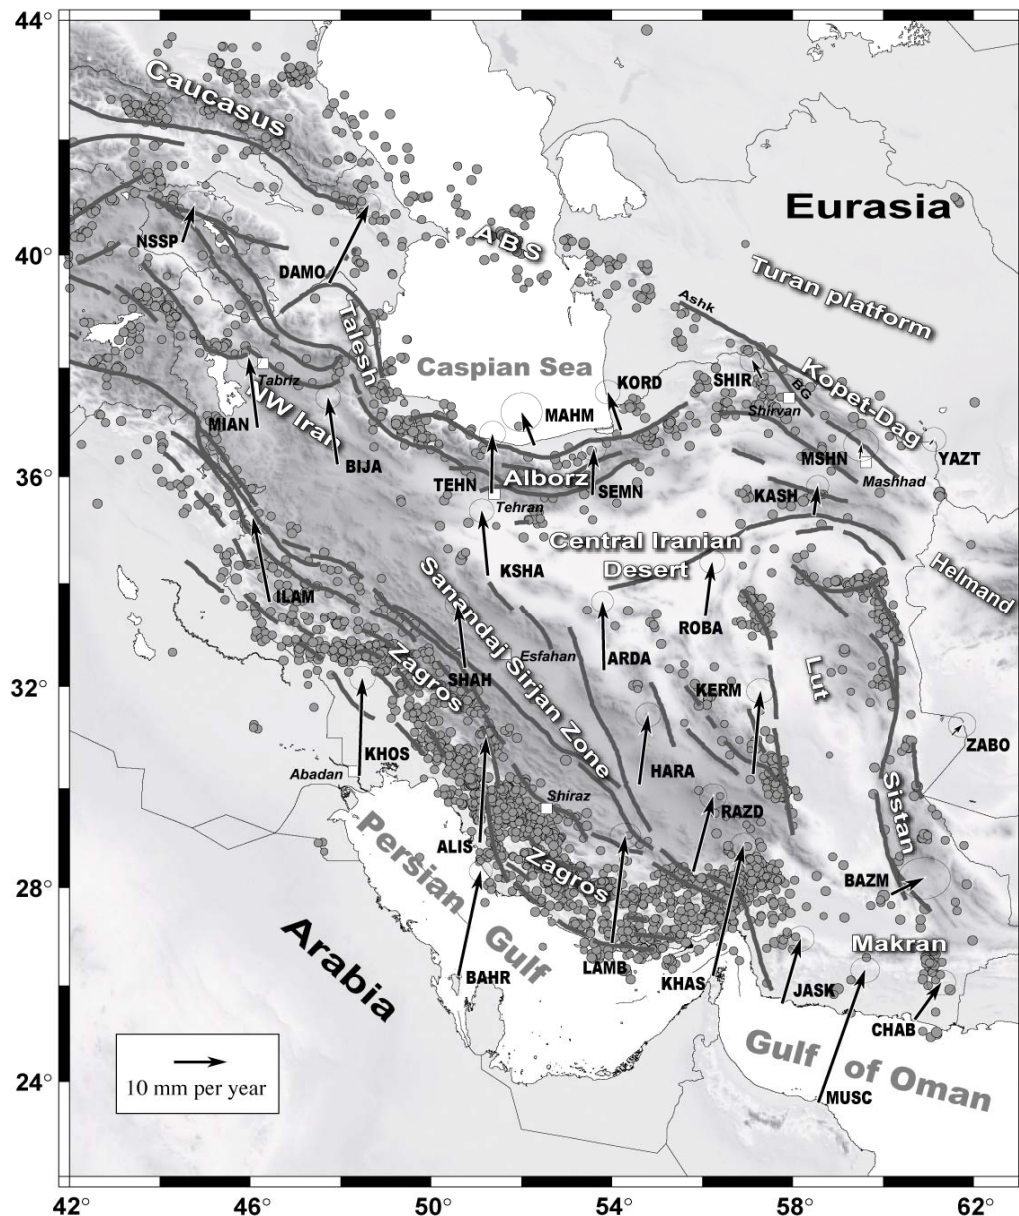 44°
40°
36°
32°
28°
24°
42°
46°
50°
54°
58°
62°
Caucasus
Eurasia
NSSP
DAMO
A B S
Turan platform
Ashk
Talesh
Caspian Sea
KORD
SHIR
BG
Kopet-Dag
Shirvan
Tabriz
NW Iran
MIAN
BIJA
MAHM
MSHN
YAZT
Mashhad
TEHN
Alborz
SEMN
Tehran
KASH
KSHA
Central Iranian
Desert
Helmand
ILAM
Sanandaj Sirjan Zone
ROBA
ARDA
Esfahan
SHAH
Zagros
KERM
Lut
ZABO
KHOS
Abadan
HARA
Shiraz
RAZD
Sistan
ALIS
Persian
Gulf
Zagros
BAZM
Arabia
BAHR
LAMB
KHAS
JASK
Makran
CHAB
Gulf of Oman
MUSC
10 mm per year